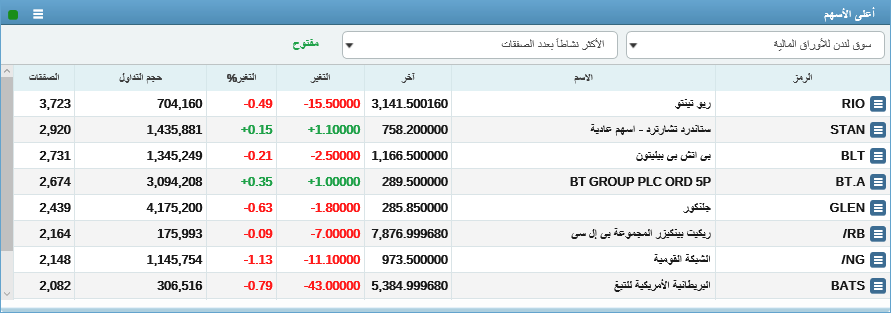 أعلى الأسهم
سوق لندن للأوراق المالية الأكثر نشاطاً بعدد الصفقات مفتوح
الرمز الاسم آخر التغير التغير% حجم التداول الصفقات
RIO ريو تينتو 3,141.500160 -15.50000 -0.49 704,160 3,723
STAN ستاندرد تشارترد - اسهم عادية 758.200000 +1.10000 +0.15 1,435,881 2,920
BLT بي اتش بي بيليتون 1,166.500000 -2.50000 -0.21 1,345,249 2,731
BT.A BT GROUP PLC ORD 5P 289.500000 +1.00000 +0.35 3,094,208 2,674
GLEN جلنكور 285.850000 -1.80000 -0.63 4,175,200 2,439
RB/ ريكيت بينكيزر المجموعة بي إل سي 7,876.999680 -7.00000 -0.09 175,993 2,164
NG/ الشبكة القومية 973.500000 -11.10000 -1.13 1,145,754 2,148
BATS البريطانية الأمريكية للتبغ 5,384.999680 -43.00000 -0.79 306,516 2,082